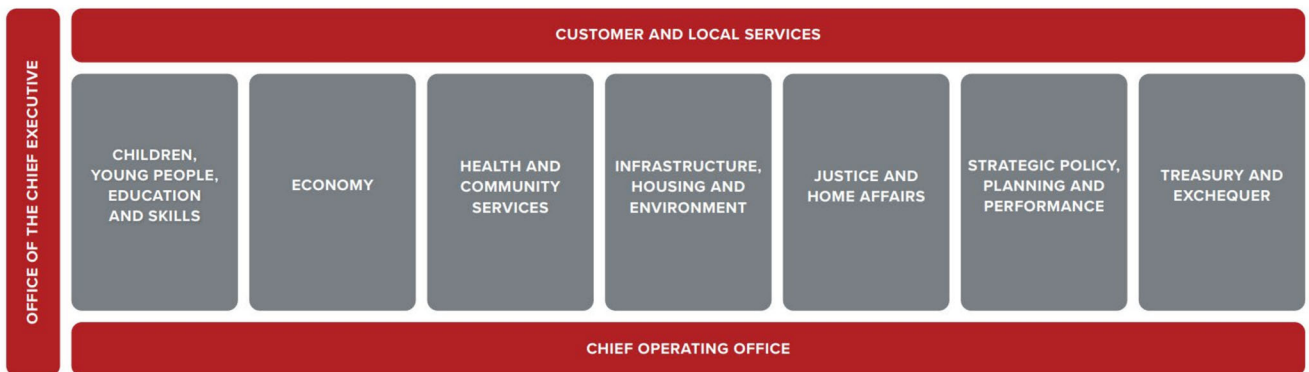 OFFICE OF THE CHIEF EXECUTIVE
CUSTOMER AND LOCAL SERVICES
CHILDREN,
YOUNG PEOPLE,
EDUCATION
AND SKILLS
ECONOMY
HEALTH AND
COMMUNITY
SERVICES
INFRASTRUCTURE,
HOUSING AND
ENVIRONMENT
JUSTICE AND
HOME AFFAIRS
STRATEGIC POLICY,
PLANNING AND
PERFORMANCE
TREASURY AND
EXCHEQUER
CHIEF OPERATING OFFICE